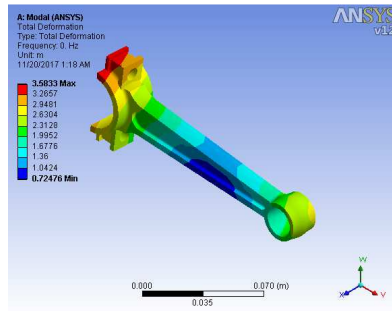 A: Modal (ANSYS)
Total Deformation
Type: Total Deformation
Frequency: 0. Hz
Unit: m
11/20/2017 1:18 AM
3.5833 Max
3.2657
2.9481
2.6304
2.3128
1.9952
1.6776
1.36
1.0424
0.72476 Min
ANSYS
v12
0.000
0.070 (m)
0.035
X
Y